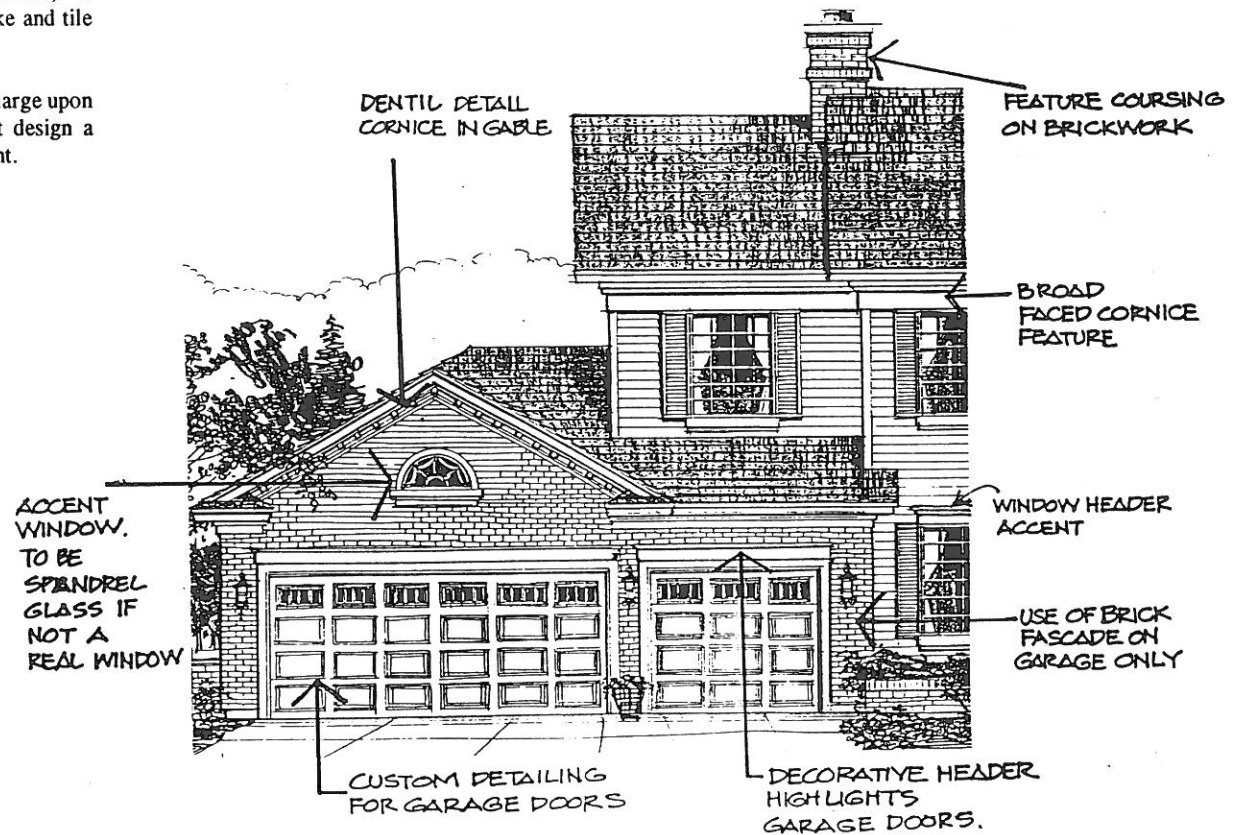 ke and tile
large upon
t design a
nt.
DENTIL DETAIL
CORNICE IN GABLE
FEATURE COURSING
ON BRICKWORK
BROAD
FACED CORNICE
FEATURE
ACCENT
WINDOW.
TO BE
SPANDREL
GLASS IF
NOT A
REAL WINDOW
WINDOW HEADER
ACCENT
USE OF BRICK
FASCADE ON
GARAGE ONLY
CUSTOM DETAILING
FOR GARAGE DOORS
DECORATIVE HEADER
HIGHLIGHTS
GARAGE DOORS.